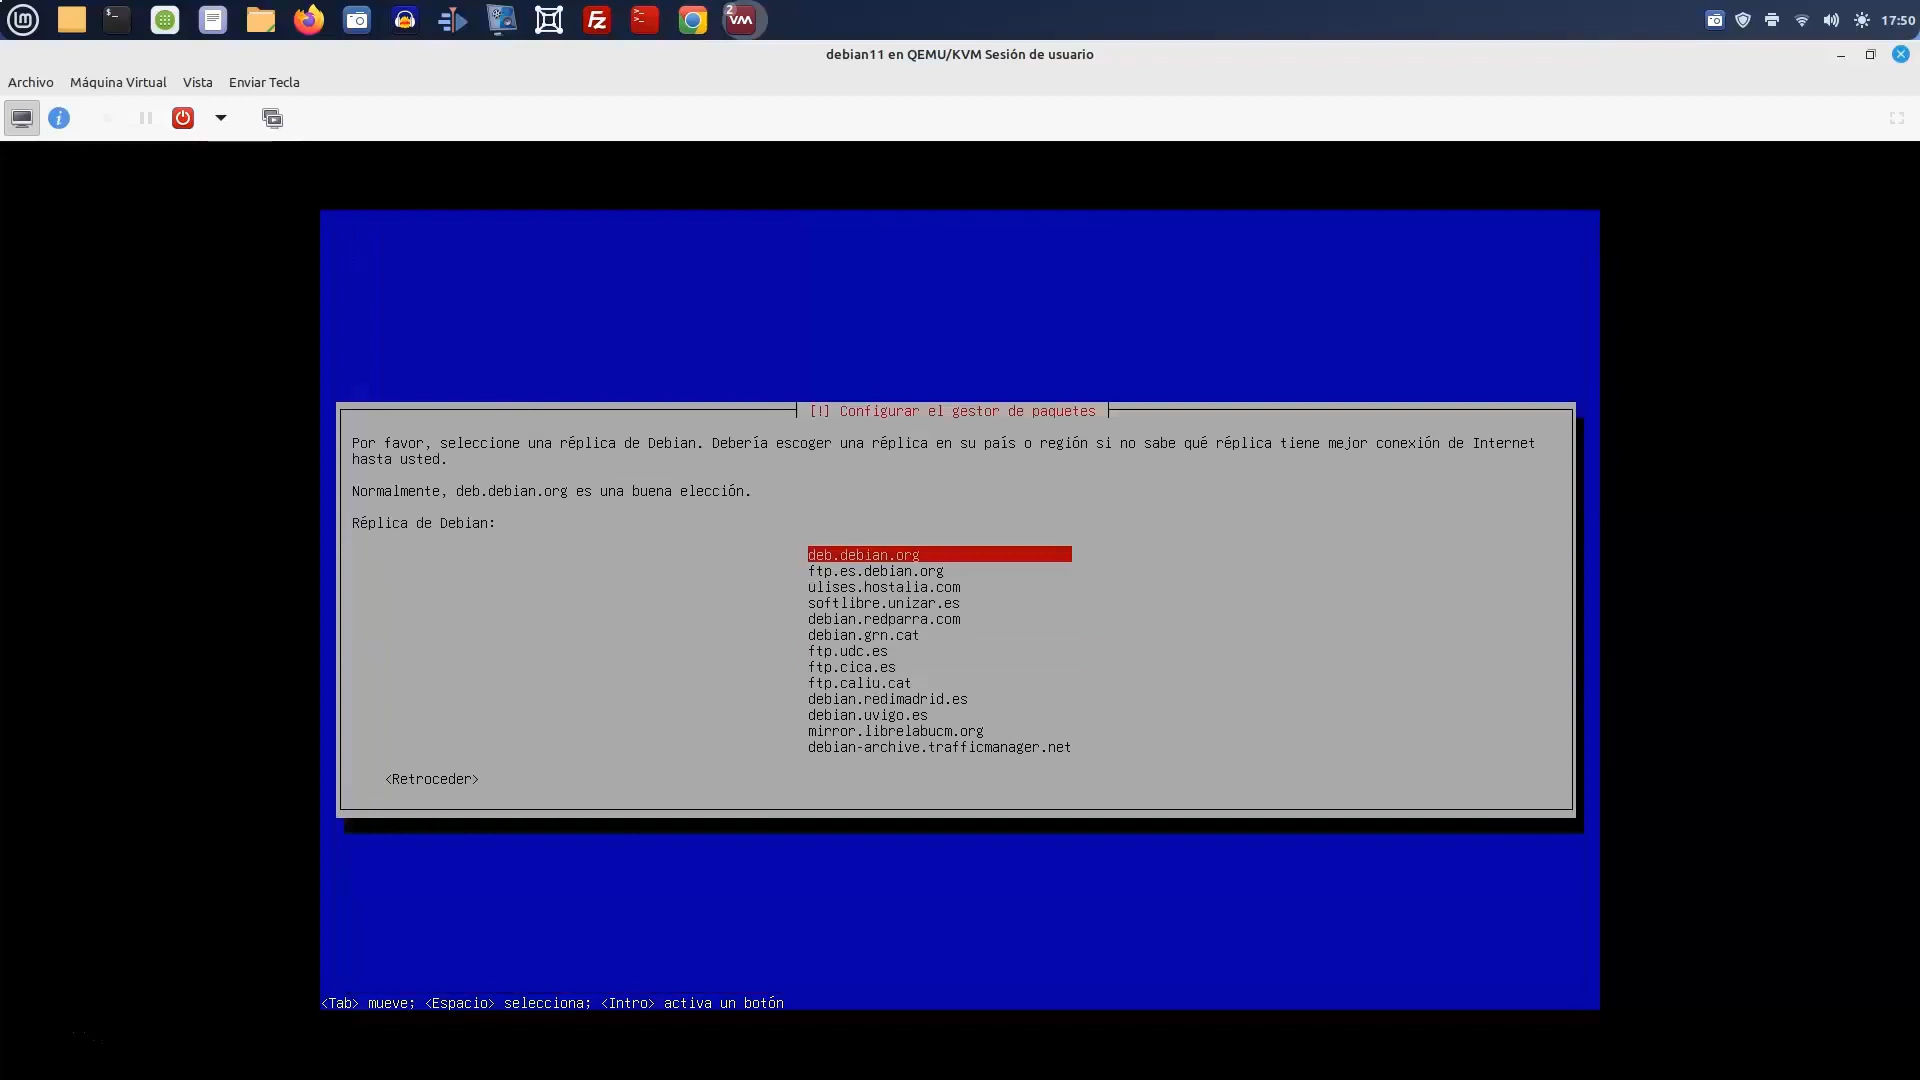 2
VM
17:50
debian11 en QEMU/KVM Sesión de usuario
Archivo Máquina Virtual Vista Enviar Tecla
[!] Configurar el gestor de paquetes
Por favor, seleccione una réplica de Debian. Debería escoger una réplica en su país o región si no sabe qué réplica tiene mejor conexión de Internet
hasta usted.
Normalmente, deb.debian.org es una buena elección.
Réplica de Debian:
deb.debian.org
ftp.es.debian.org
ulises.hostalia.com
softlibre.unizar.es
debian.redparra.com
debian.grn.cat
ftp.udc.es
ftp.cica.es
ftp.caliu.cat
debian.redimadrid.es
debian.uvigo.es
mirror.librelabucm.org
debian-archive.trafficmanager.net
<Retroceder>
<Tab> mueve; <Espacio> selecciona; <Intro> activa un botón